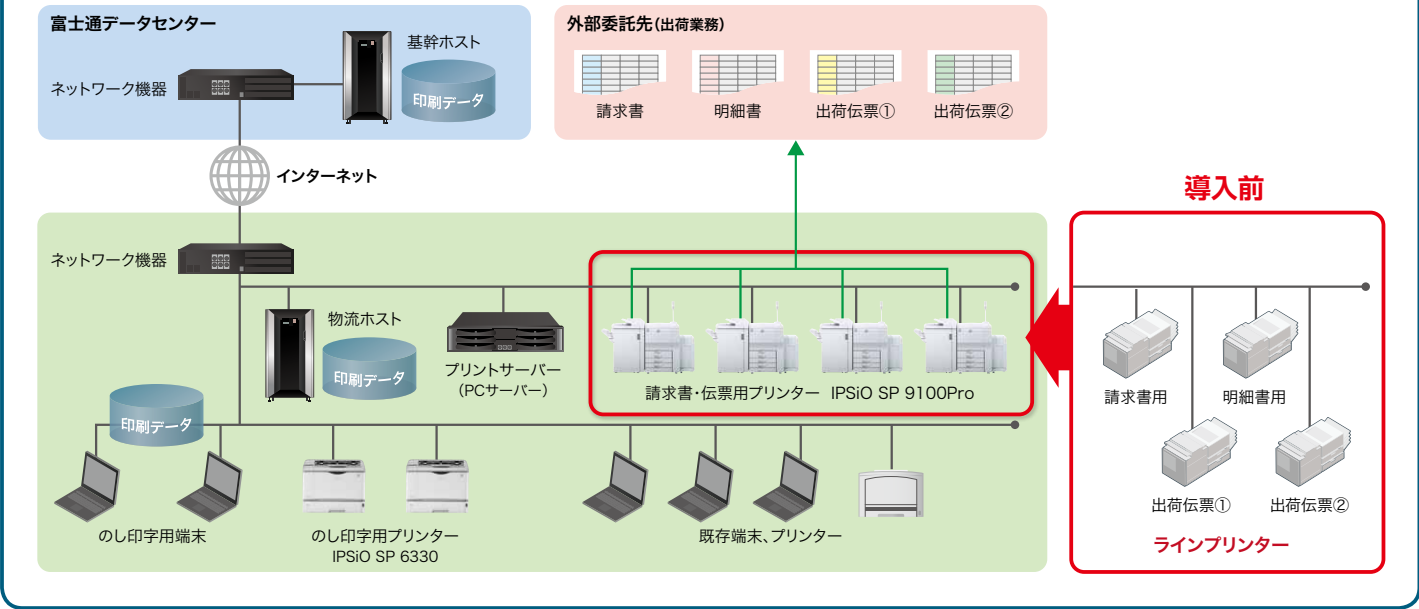 富士通データセンター
基幹ホスト
ネットワーク機器
印刷データ
外部委託先(出荷業務)
請求書
明細書
出荷伝票①
出荷伝票②
インターネット
導入前
ネットワーク機器
物流ホスト
印刷データ
プリントサーバー
(PCサーバー)
請求書・伝票用プリンター IPSiO SP 9100Pro
請求書用
明細書用
印刷データ
出荷伝票①
出荷伝票②
のし印字用端末
のし印字用プリンター
IPSiO SP 6330
既存端末、プリンター
ラインプリンター